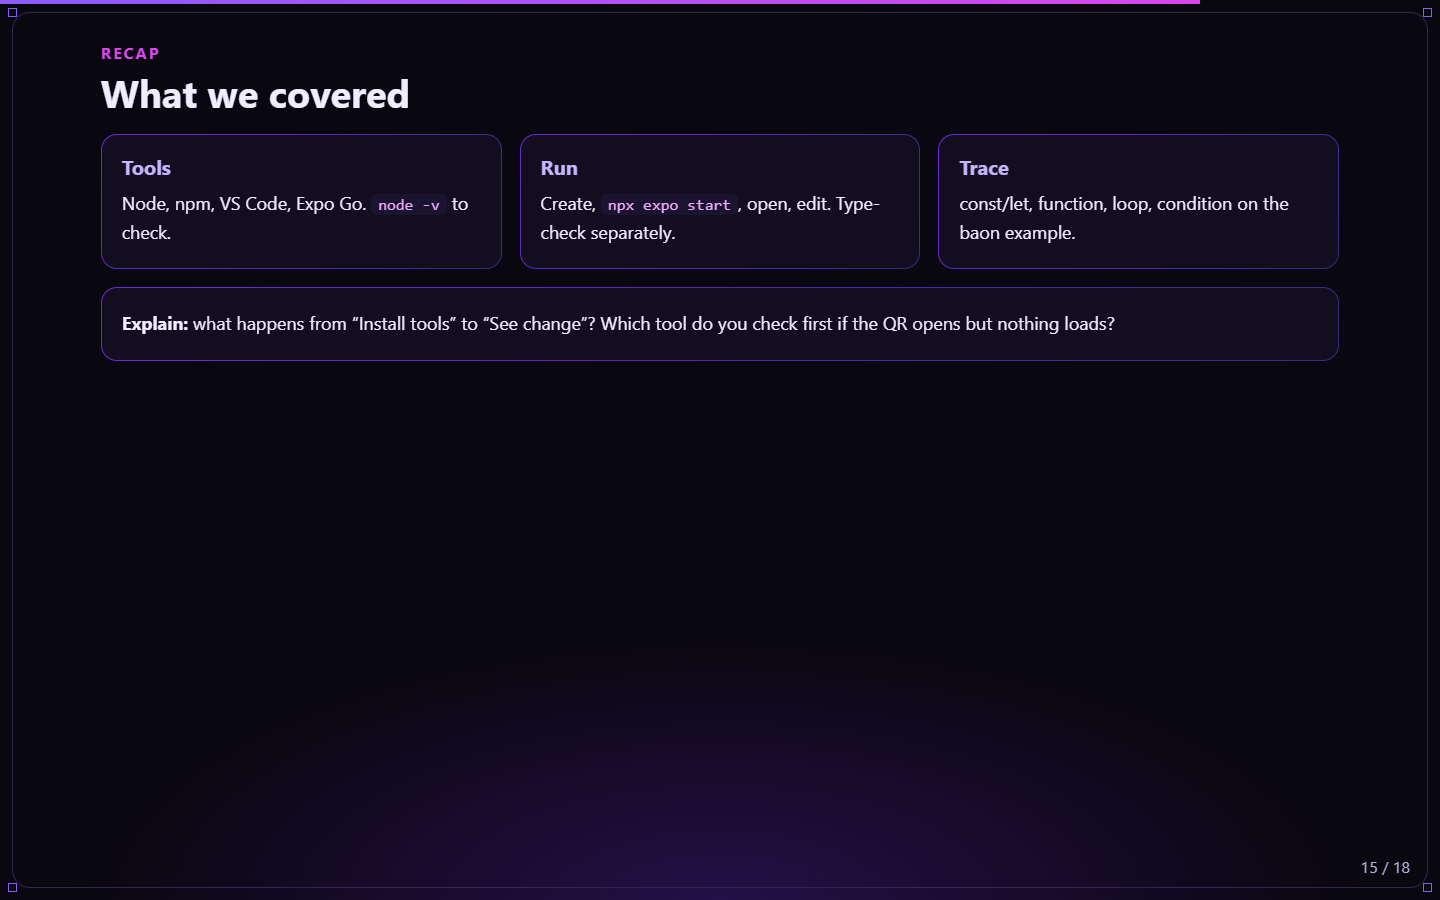 RECAP
What we covered
Tools
Node, npm, VS Code, Expo Go. node -v to
check.
Run
Create, npx expo start, open, edit. Type-
check separately.
Trace
const/let, function, loop, condition on the
baon example.
Explain: what happens from “Install tools” to “See change”? Which tool do you check first if the QR opens but nothing loads?
15 / 18